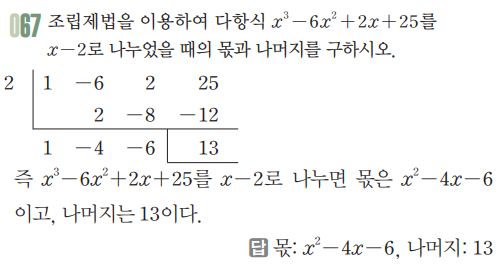 067 조립제법을 이용하여 다항식 x³-6x²+2x+25를
x-2로 나누었을 때의 몫과 나머지를 구하시오.
2 | 1 -6 2 25
2 -8 -12
1 -4 -6 13
즉 x³-6x²+2x+25를 x-2로 나누면 몫은 x²-4x-6
이고, 나머지는 13이다.
답 몫: x²-4x-6, 나머지: 13